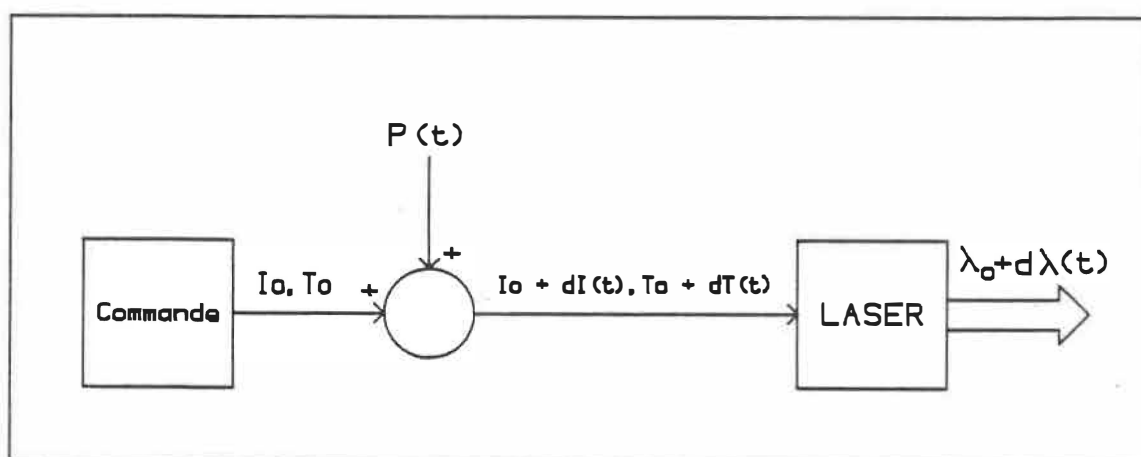 P(t)
+
Io, To
+
Io + dI(t), To + dT(t)
λo+dλ(t)
Commande
LASER